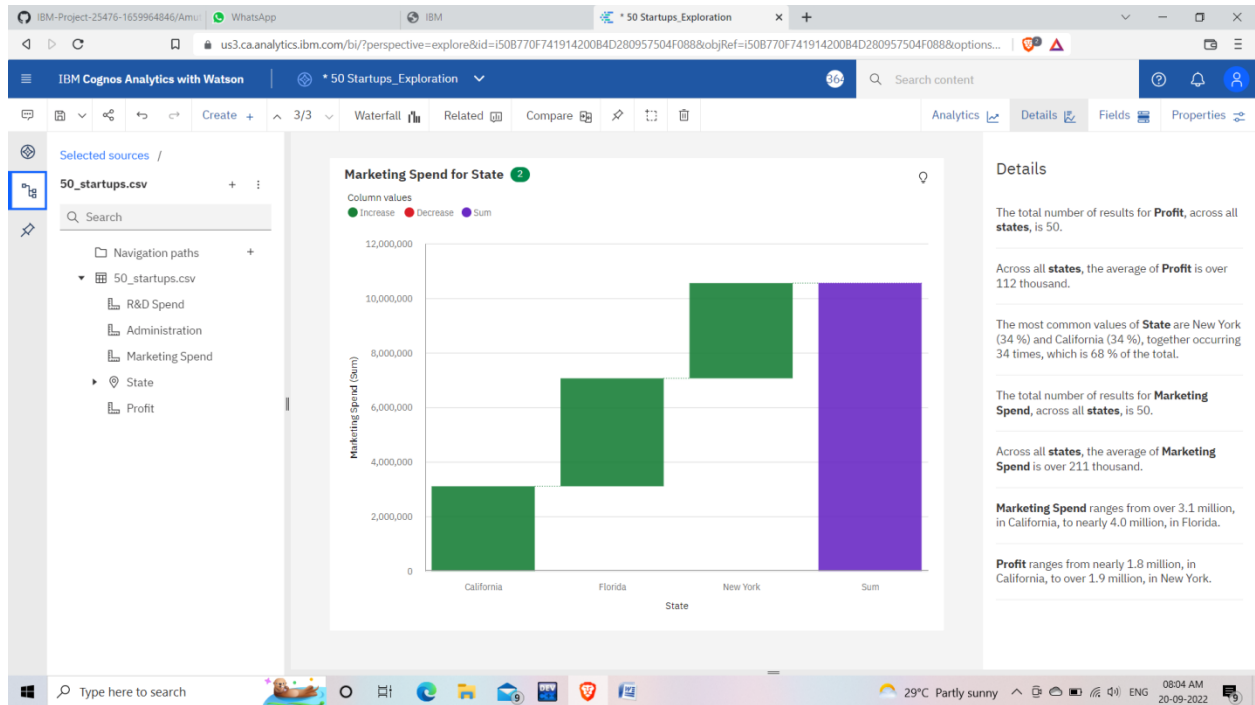 IBM-Project-25476-1659964846/Amu
WhatsApp
IBM
* 50 Startups_Exploration
us3.ca.analytics.ibm.com/bi/?perspective=explore&id=i50B770F741914200B4D280957504F088&objRef=i50B770F741914200B4D280957504F088&options...
IBM Cognos Analytics with Watson
* 50 Startups_Exploration
364
Search content
Create +
3/3
Waterfall
Related
Compare
Analytics
Details
Fields
Properties
Selected sources /
50_startups.csv
Search
Navigation paths
50_startups.csv
R&D Spend
Administration
Marketing Spend
State
Profit
Marketing Spend for State 2
Column values
Increase Decrease Sum
12,000,000
10,000,000
8,000,000
6,000,000
4,000,000
2,000,000
0
Marketing Spend (Sum)
California Florida New York Sum
State
Details
The total number of results for Profit, across all
states, is 50.
Across all states, the average of Profit is over
112 thousand.
The most common values of State are New York
(34 %) and California (34 %), together occurring
34 times, which is 68 % of the total.
The total number of results for Marketing
Spend, across all states, is 50.
Across all states, the average of Marketing
Spend is over 211 thousand.
Marketing Spend ranges from over 3.1 million,
in California, to nearly 4.0 million, in Florida.
Profit ranges from nearly 1.8 million, in
California, to over 1.9 million, in New York.
Type here to search
29°C Partly sunny
ENG
08:04 AM
20-09-2022